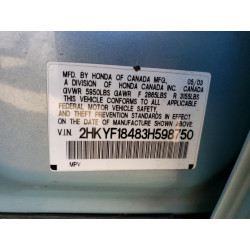 MFD. BY HONDA OF CANADA MFG. 05/03
A DIVISION OF HONDA CANADA INC. CANADA
GVWR 5950LBS GAWR F 2865LBS R 3155LBS
THIS VEHICLE CONFORMS TO ALL APPLICABLE
FEDERAL MOTOR VEHICLE SAFETY
AND THEFT PREVENTION STANDARDS IN EFFECT
ON THE DATE OF MANUFACTURE SHOWN ABOVE.
V.I.N. 2HKYF18483H598750
MPV